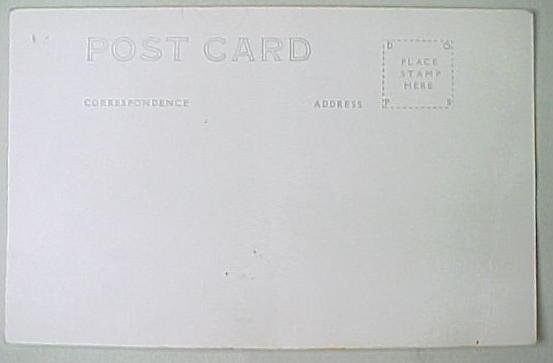 POST CARD
CORRESPONDENCE
ADDRESS
D O
PLACE
STAMP
HERE
P S